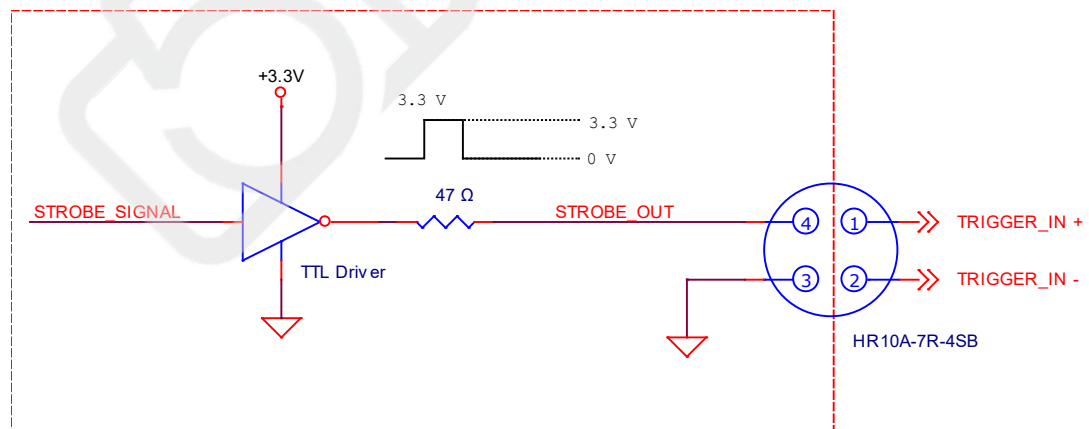 +3.3V
3.3 V
3.3 V
0 V
47 Ω
STROBE_SIGNAL
STROBE_OUT
4
1
TRIGGER_IN +
TTL Driver
3
2
TRIGGER_IN -
HR10A-7R-4SB